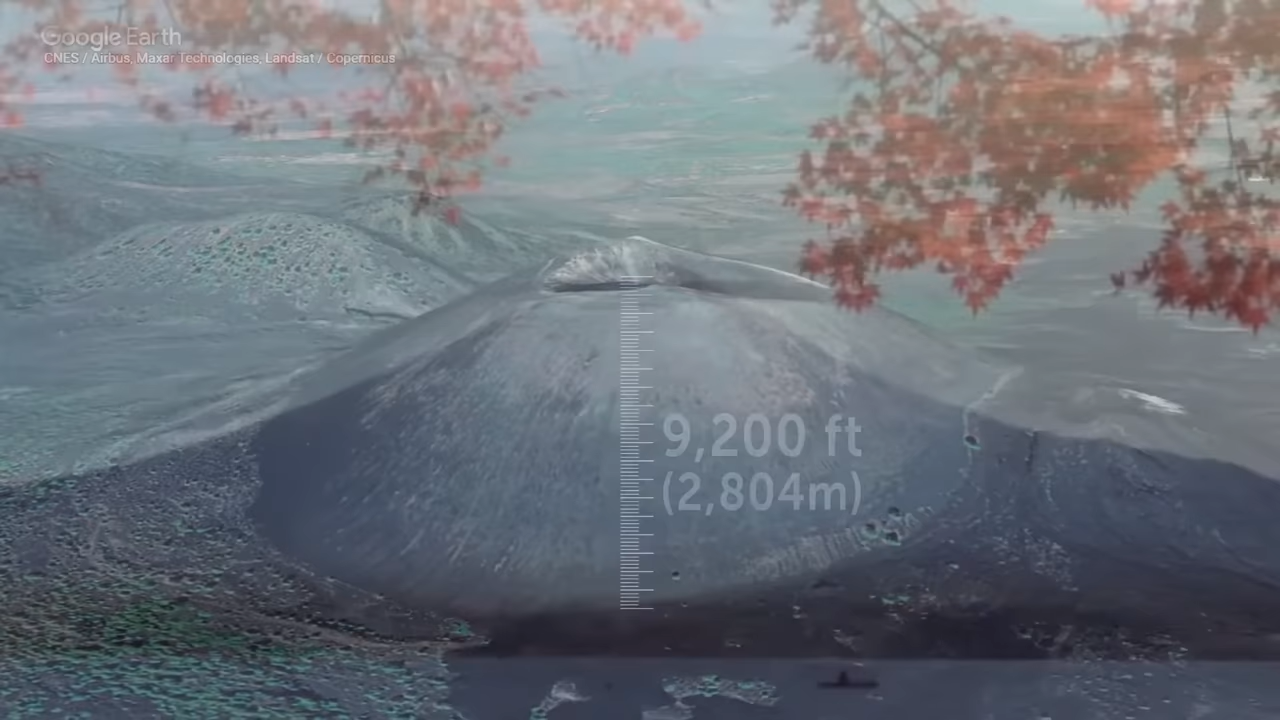 Google Earth
CNES / Airbus, Maxar Technologies, Landsat / Copernicus
9,200 ft
(2,804m)